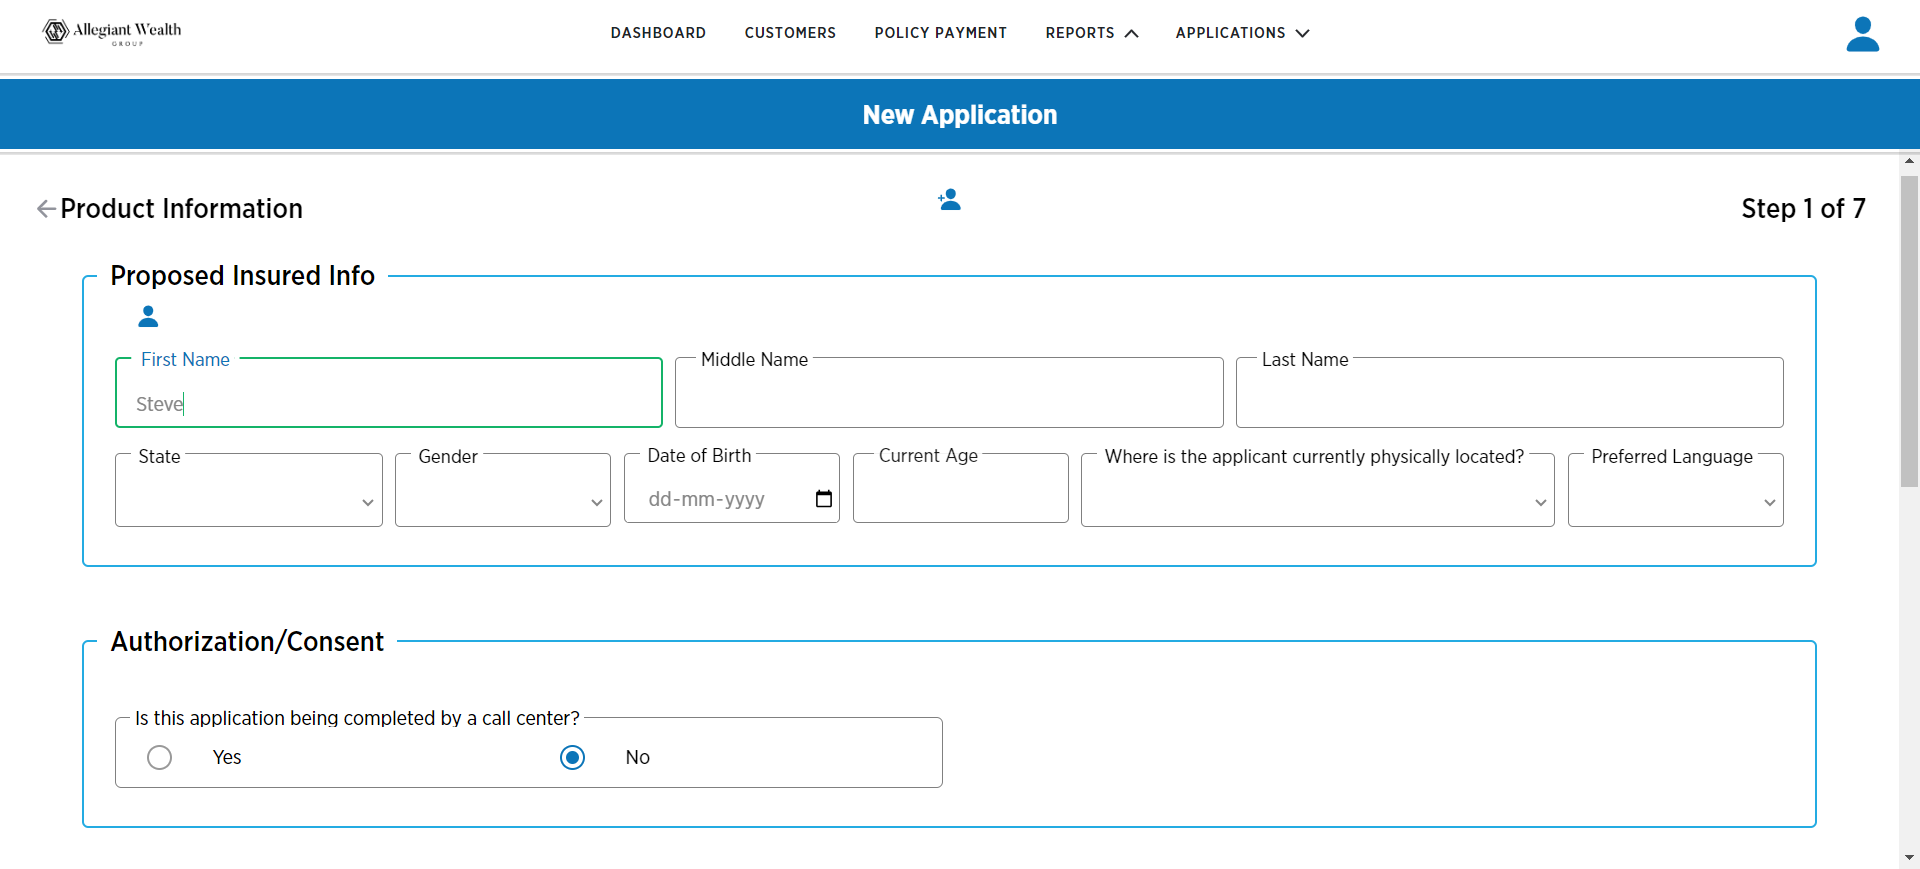 Allegiant Wealth
GROUP
DASHBOARD CUSTOMERS POLICY PAYMENT REPORTS APPLICATIONS
New Application
Product Information
Step 1 of 7
Proposed Insured Info
First Name Middle Name Last Name
Steve
State Gender Date of Birth Current Age Where is the applicant currently physically located? Preferred Language
dd-mm-yyyy
Authorization/Consent
Is this application being completed by a call center?
Yes No